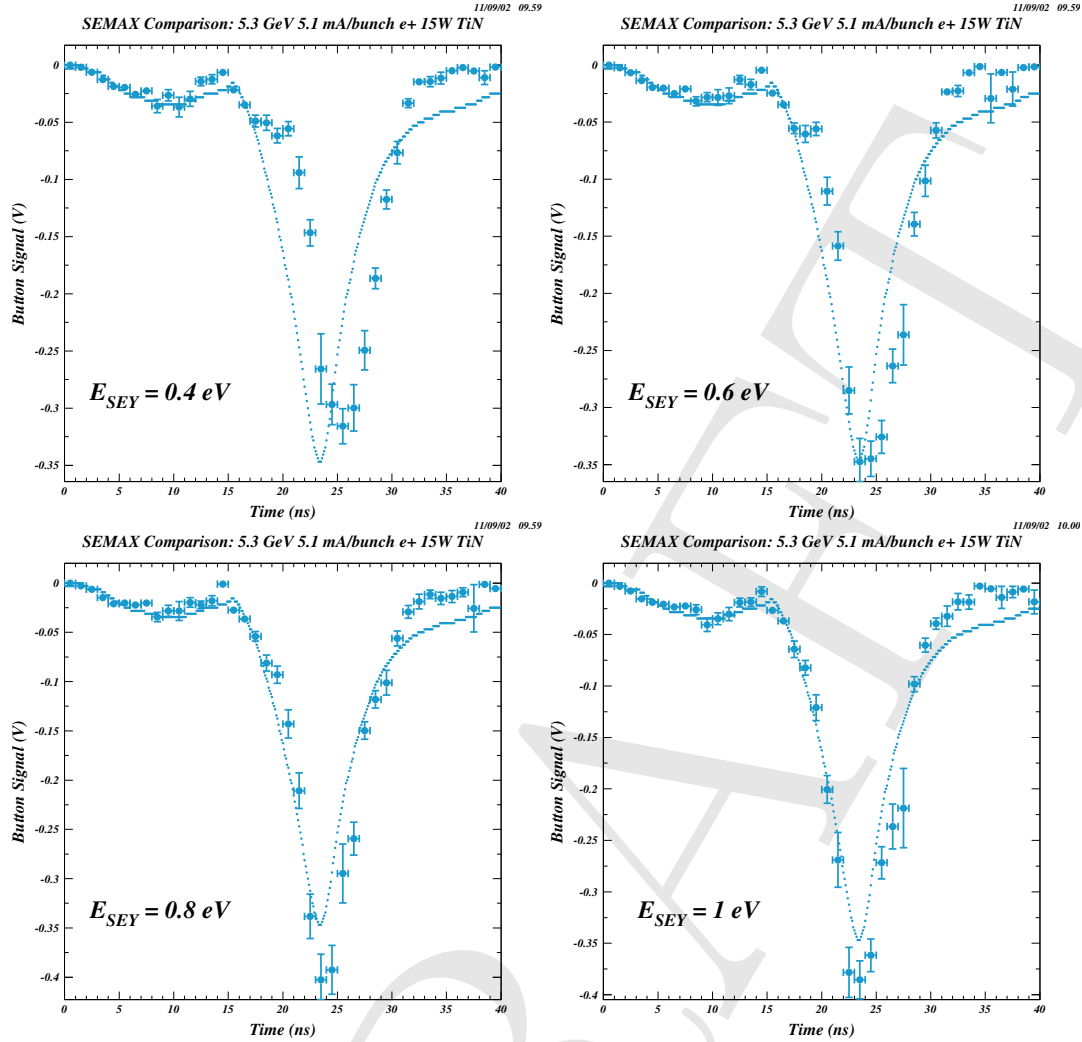 11/09/02 09.59
SEMAX Comparison: 5.3 GeV 5.1 mA/bunch e+ 15W TiN
Button Signal (V)
0
-0.05
-0.1
-0.15
-0.2
-0.25
-0.3
-0.35
E_SEY = 0.4 eV
0 5 10 15 20 25 30 35 40
Time (ns)
11/09/02 09.59
SEMAX Comparison: 5.3 GeV 5.1 mA/bunch e+ 15W TiN
Button Signal (V)
0
-0.05
-0.1
-0.15
-0.2
-0.25
-0.3
-0.35
E_SEY = 0.6 eV
0 5 10 15 20 25 30 35 40
Time (ns)
11/09/02 09.59
SEMAX Comparison: 5.3 GeV 5.1 mA/bunch e+ 15W TiN
Button Signal (V)
0
-0.05
-0.1
-0.15
-0.2
-0.25
-0.3
-0.35
-0.4
E_SEY = 0.8 eV
0 5 10 15 20 25 30 35 40
Time (ns)
11/09/02 10.00
SEMAX Comparison: 5.3 GeV 5.1 mA/bunch e+ 15W TiN
Button Signal (V)
0
-0.05
-0.1
-0.15
-0.2
-0.25
-0.3
-0.35
-0.4
E_SEY = 1 eV
0 5 10 15 20 25 30 35 40
Time (ns)